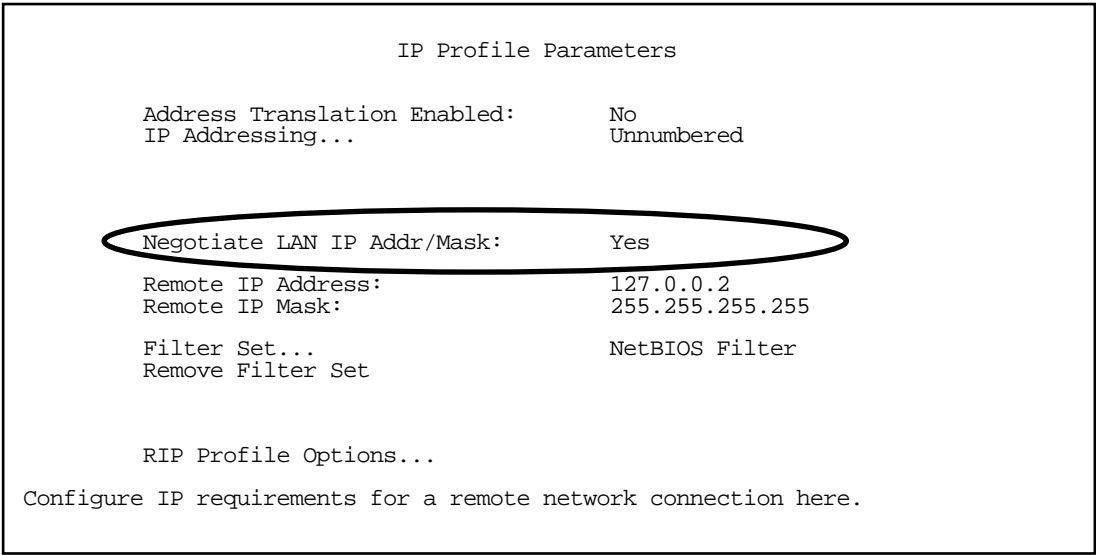 IP Profile Parameters
Address Translation Enabled: No
IP Addressing... Unnumbered
Negotiate LAN IP Addr/Mask: Yes
Remote IP Address: 127.0.0.2
Remote IP Mask: 255.255.255.255
Filter Set... NetBIOS Filter
Remove Filter Set
RIP Profile Options...
Configure IP requirements for a remote network connection here.